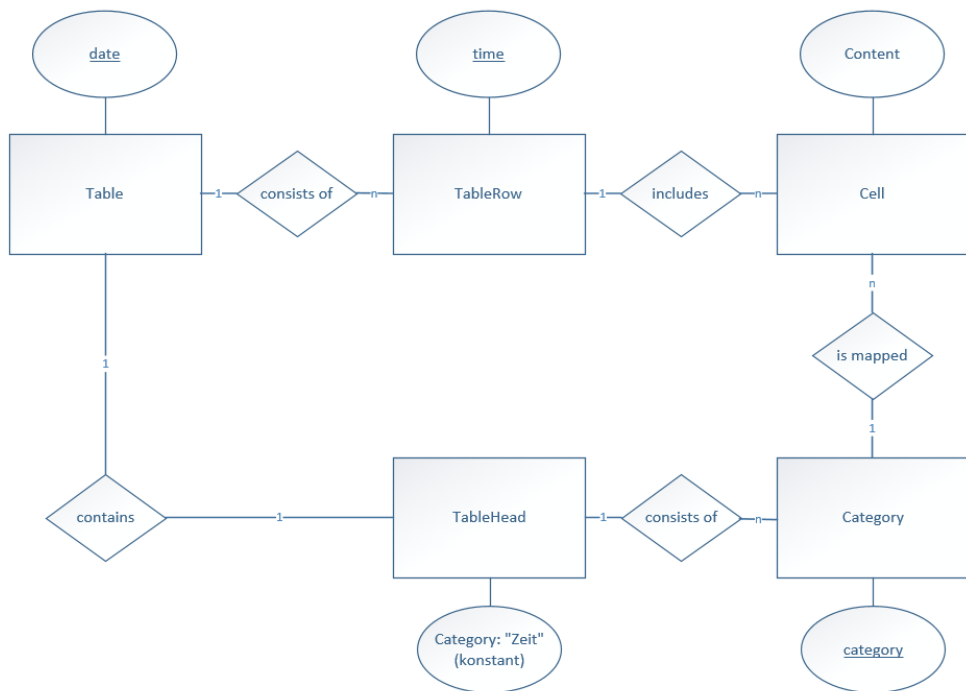 date
time
Content
Table
1
consists of
n
TableRow
1
includes
n
Cell
n
1
is mapped
1
contains
1
TableHead
1
consists of
n
Category
Category: "Zeit"
(konstant)
category